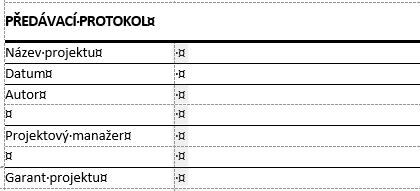 PŘEDÁVACÍ·PROTOKOL¤
Název·projektu¤ ·¤
Datum¤ ·¤
Autor¤ ·¤
¤ ·¤
Projektový·manažer¤ ·¤
¤ ·¤
Garant·projektu¤ ·¤